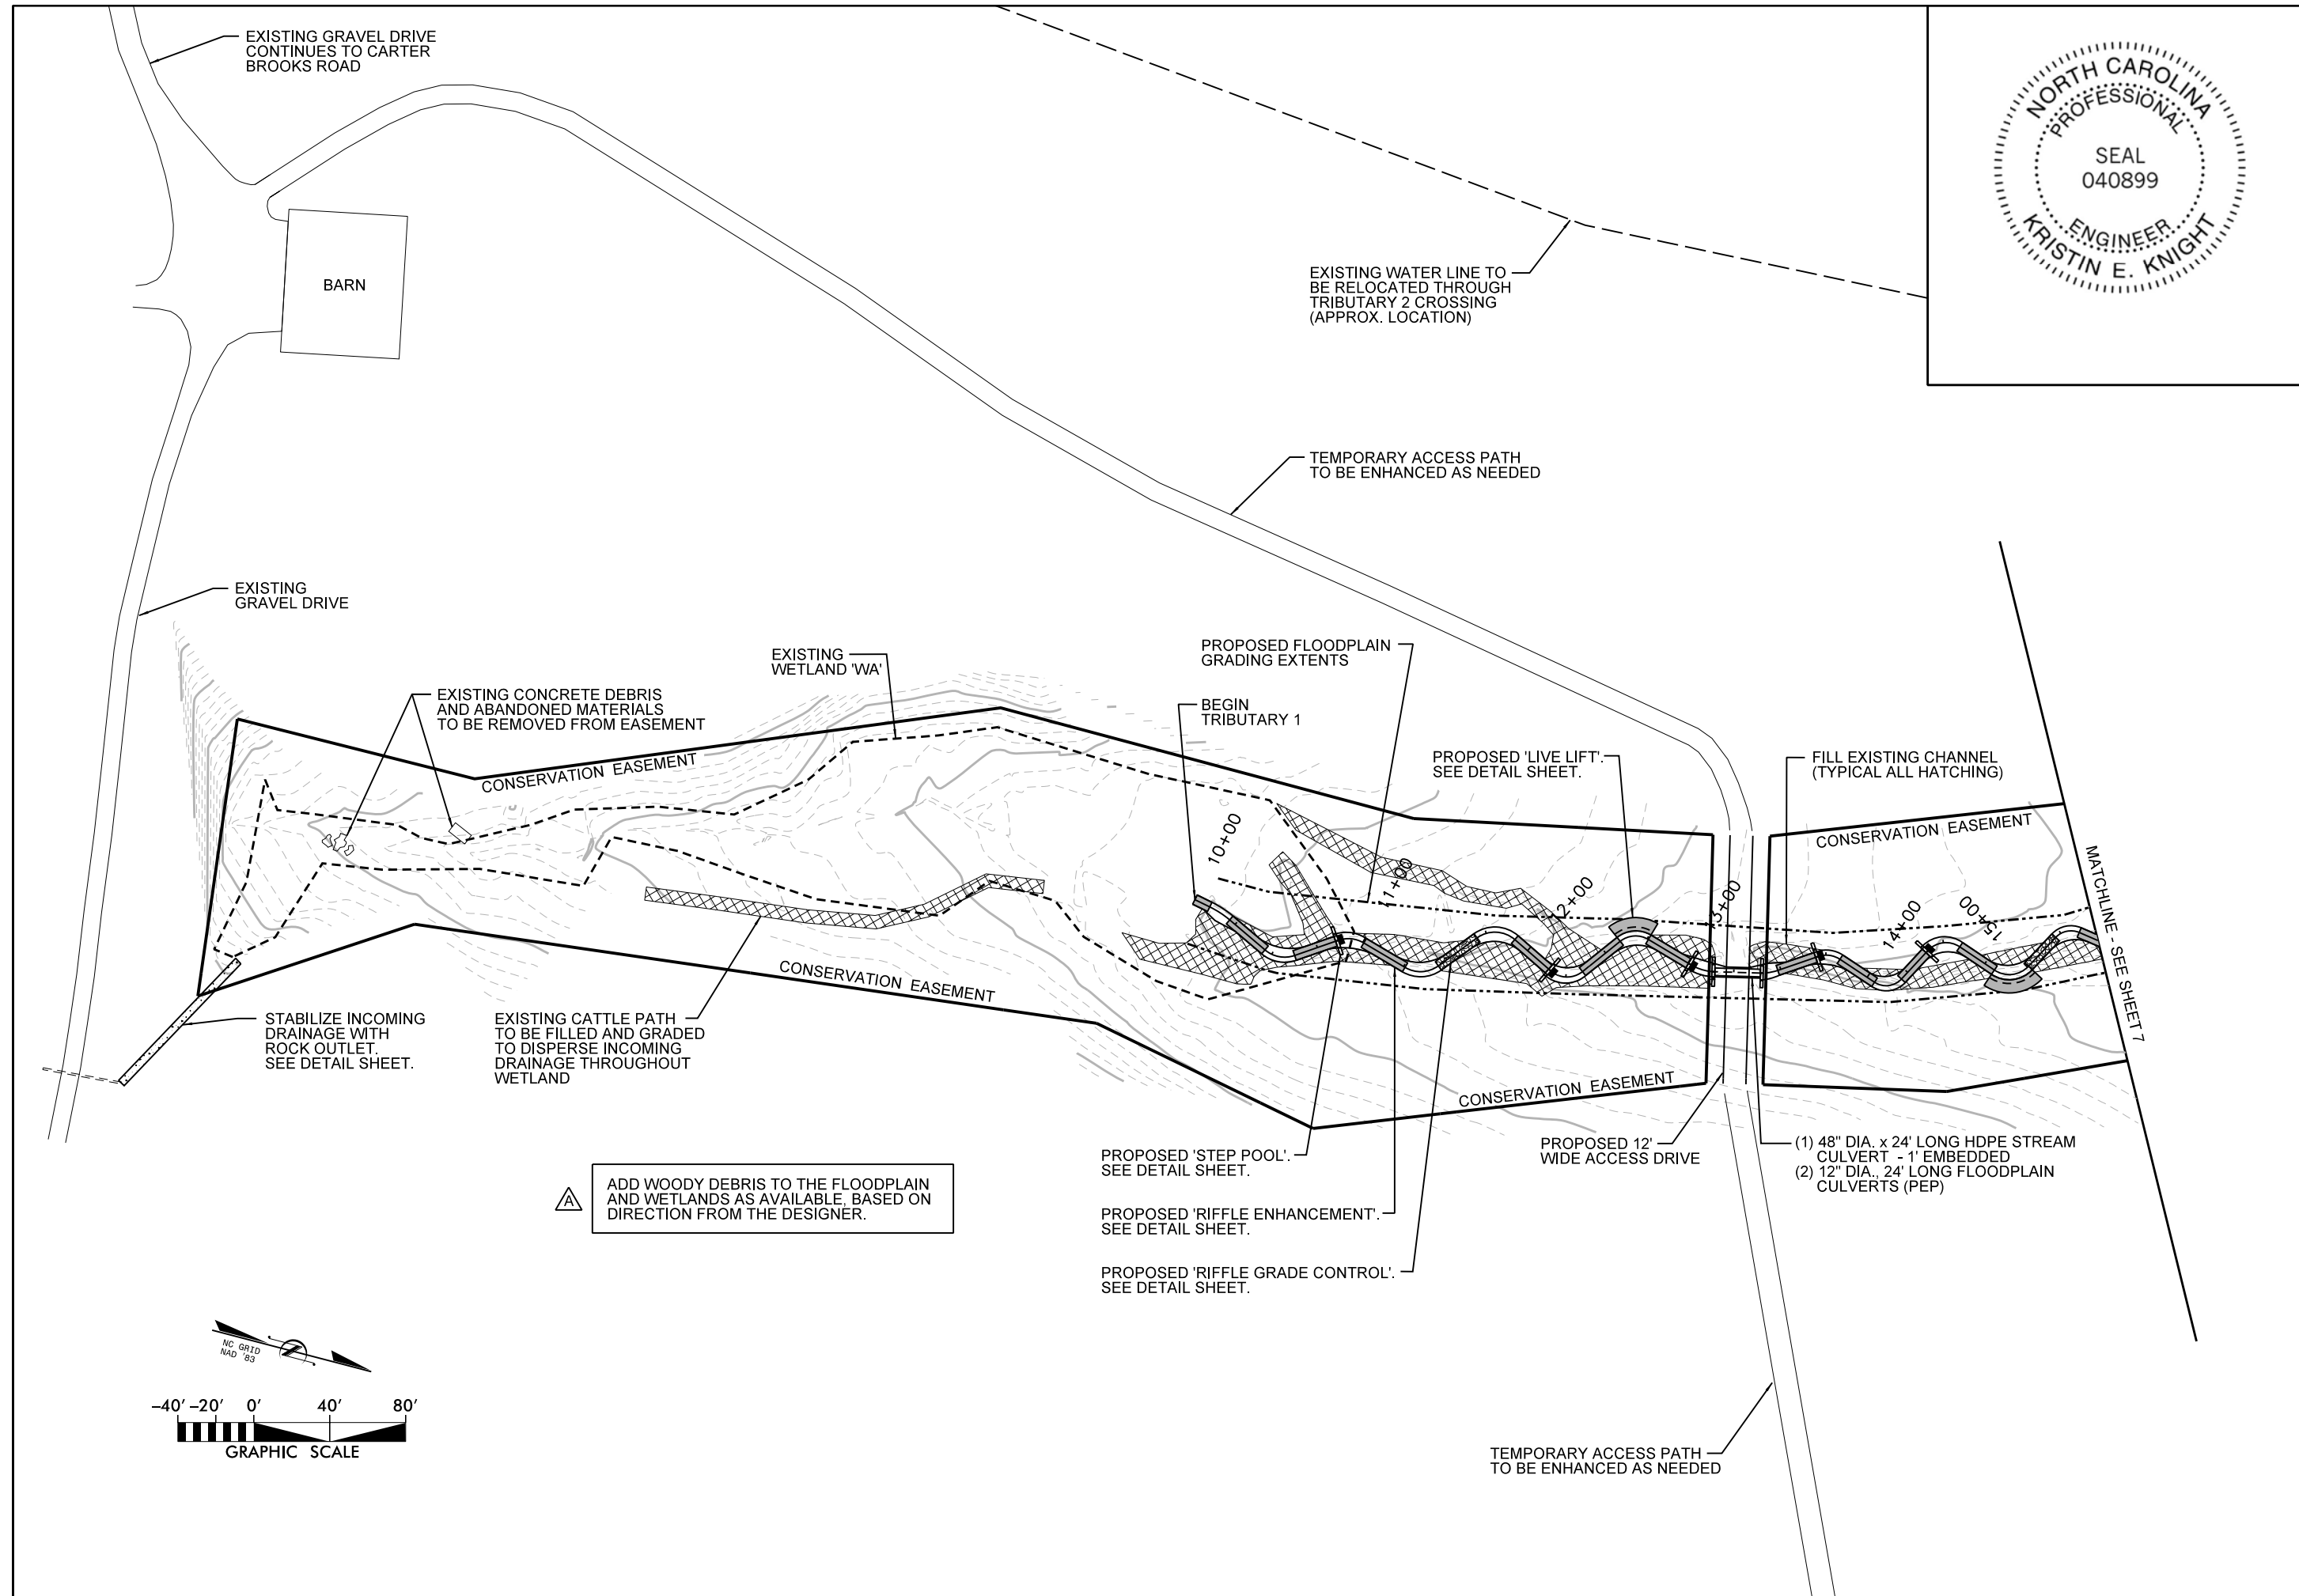 EXISTING GRAVEL DRIVE
CONTINUES TO CARTER
BROOKS ROAD
NORTH CAROLINA
PROFESSIONAL
SEAL
040899
ENGINEER
KRISTIN E. KNIGHT
BARN
EXISTING WATER LINE TO
BE RELOCATED THROUGH
TRIBUTARY 2 CROSSING
(APPROX. LOCATION)
TEMPORARY ACCESS PATH
TO BE ENHANCED AS NEEDED
EXISTING
GRAVEL DRIVE
EXISTING
WETLAND 'WA'
PROPOSED FLOODPLAIN
GRADING EXTENTS
EXISTING CONCRETE DEBRIS
AND ABANDONED MATERIALS
TO BE REMOVED FROM EASEMENT
BEGIN
TRIBUTARY 1
PROPOSED 'LIVE LIFT'.
SEE DETAIL SHEET.
FILL EXISTING CHANNEL
(TYPICAL ALL HATCHING)
CONSERVATION EASEMENT
CONSERVATION EASEMENT
10+00
11+00
12+00
13+00
14+00
15+00
MATCHLINE - SEE SHEET 7
CONSERVATION EASEMENT
CONSERVATION EASEMENT
STABILIZE INCOMING
DRAINAGE WITH
ROCK OUTLET.
SEE DETAIL SHEET.
EXISTING CATTLE PATH
TO BE FILLED AND GRADED
TO DISPERSE INCOMING
DRAINAGE THROUGHOUT
WETLAND
PROPOSED 'STEP POOL'.
SEE DETAIL SHEET.
PROPOSED 12'
WIDE ACCESS DRIVE
(1) 48" DIA. x 24' LONG HDPE STREAM
CULVERT - 1' EMBEDDED
(2) 12" DIA., 24' LONG FLOODPLAIN
CULVERTS (PEP)
A
ADD WOODY DEBRIS TO THE FLOODPLAIN
AND WETLANDS AS AVAILABLE, BASED ON
DIRECTION FROM THE DESIGNER.
PROPOSED 'RIFFLE ENHANCEMENT'.
SEE DETAIL SHEET.
PROPOSED 'RIFFLE GRADE CONTROL'.
SEE DETAIL SHEET.
NC GRID
NAD '83
-40' -20' 0' 40' 80'
GRAPHIC SCALE
TEMPORARY ACCESS PATH
TO BE ENHANCED AS NEEDED